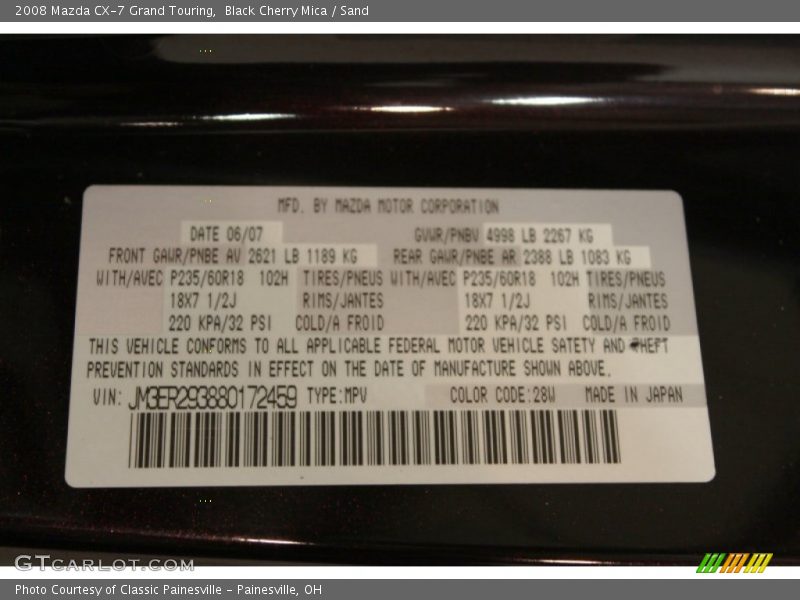 2008 Mazda CX-7 Grand Touring,  Black Cherry Mica / Sand
MFD. BY MAZDA MOTOR CORPORATION
DATE 06/07 GVWR/PNBV 4998 LB 2267 KG
FRONT GAWR/PNBE AV 2621 LB 1189 KG REAR GAWR/PNBE AR 2388 LB 1083 KG
WITH/AVEC P235/60R18 102H TIRES/PNEUS WITH/AVEC P235/60R18 102H TIRES/PNEUS
18X7 1/2J RIMS/JANTES 18X7 1/2J RIMS/JANTES
220 KPA/32 PSI COLD/A FROID 220 KPA/32 PSI COLD/A FROID
THIS VEHICLE CONFORMS TO ALL APPLICABLE FEDERAL MOTOR VEHICLE SAFETY AND THEFT
PREVENTION STANDARDS IN EFFECT ON THE DATE OF MANUFACTURE SHOWN ABOVE.
VIN: JM3ER293880172459 TYPE:MPV COLOR CODE:28W MADE IN JAPAN
GTCARLOT.COM
Photo Courtesy of Classic Painesville - Painesville, OH